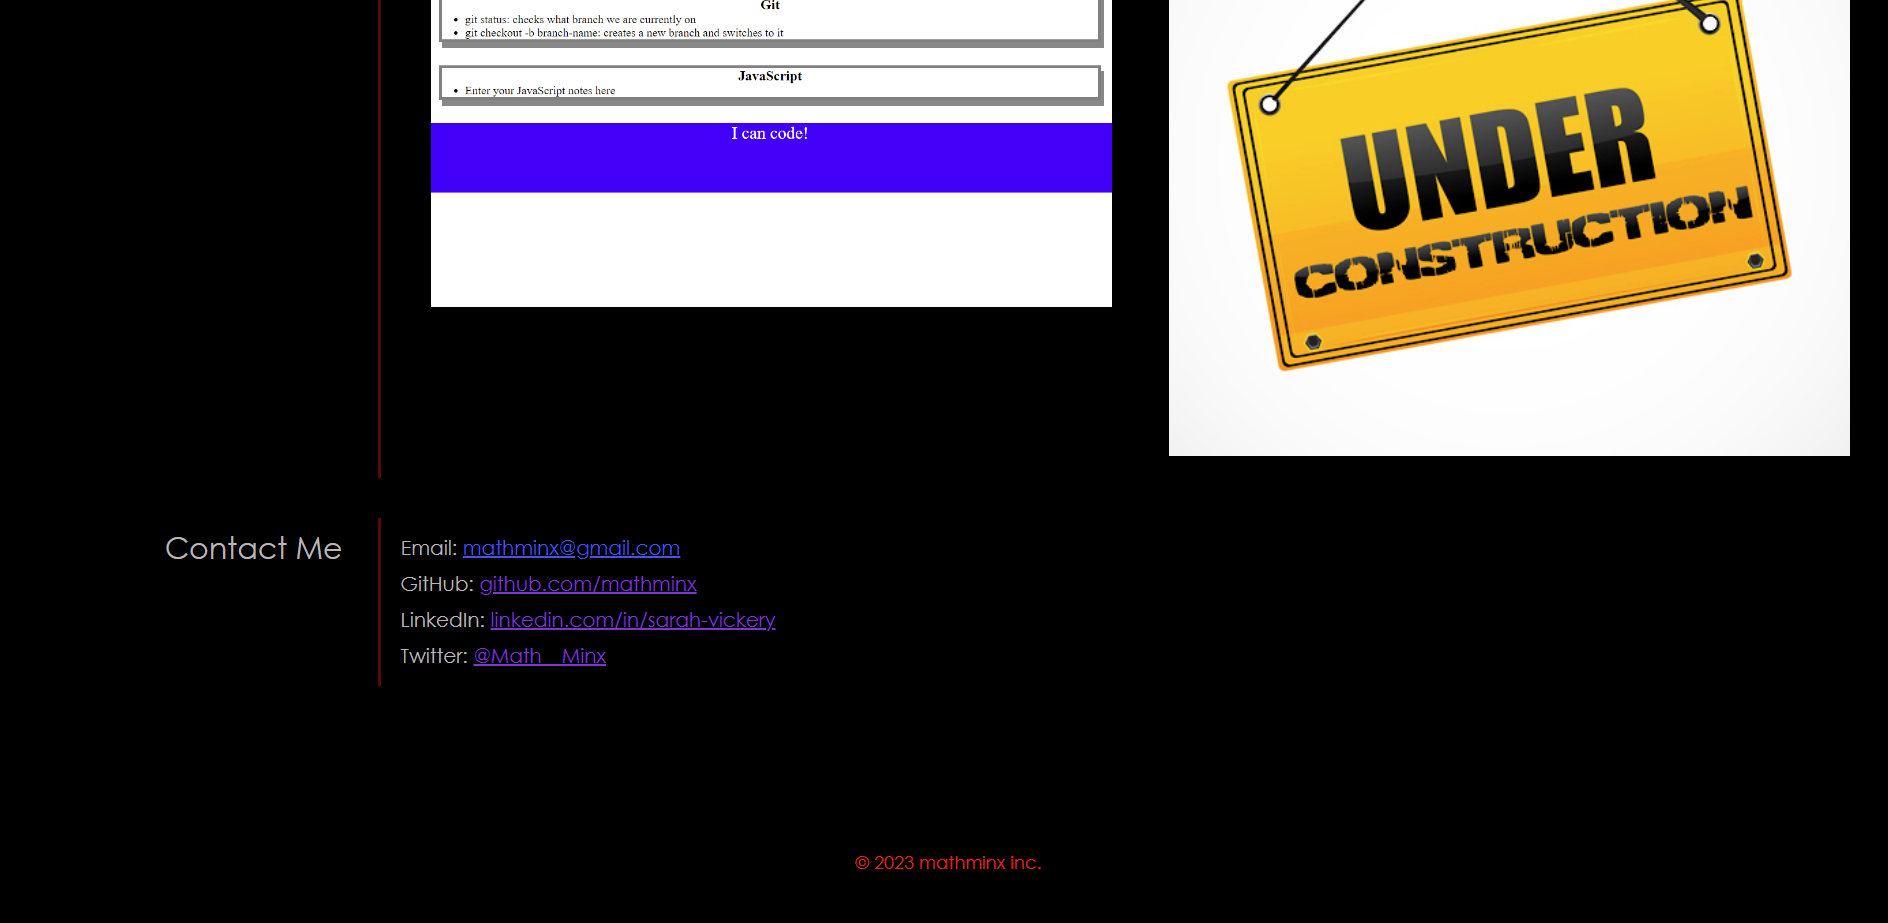 Git
git status: checks what branch we are currently on
git checkout -b branch-name: creates a new branch and switches to it
JavaScript
Enter your JavaScript notes here
I can code!
UNDER
CONSTRUCTION
Contact Me
Email: mathminx@gmail.com
GitHub: github.com/mathminx
LinkedIn: linkedin.com/in/sarah-vickery
Twitter: @Math__Minx
© 2023 mathminx inc.